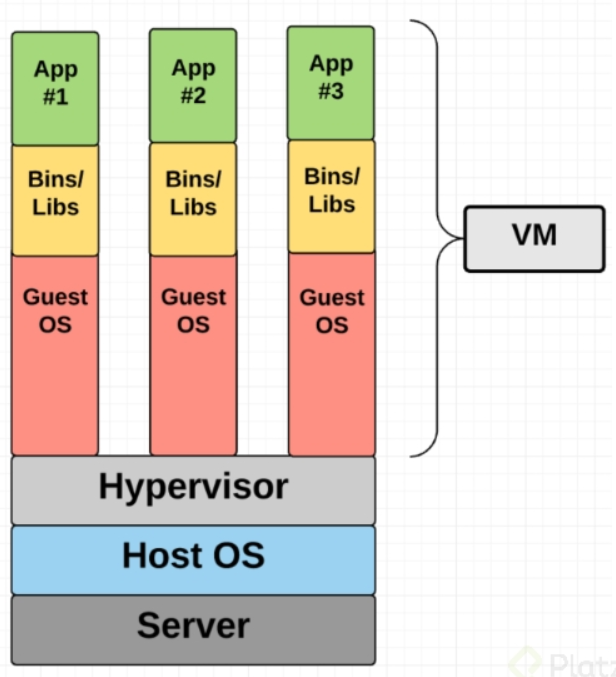 App
#1
App
#2
App
#3
Bins/
Libs
Bins/
Libs
Bins/
Libs
VM
Guest
OS
Guest
OS
Guest
OS
Hypervisor
Host OS
Server
Platz